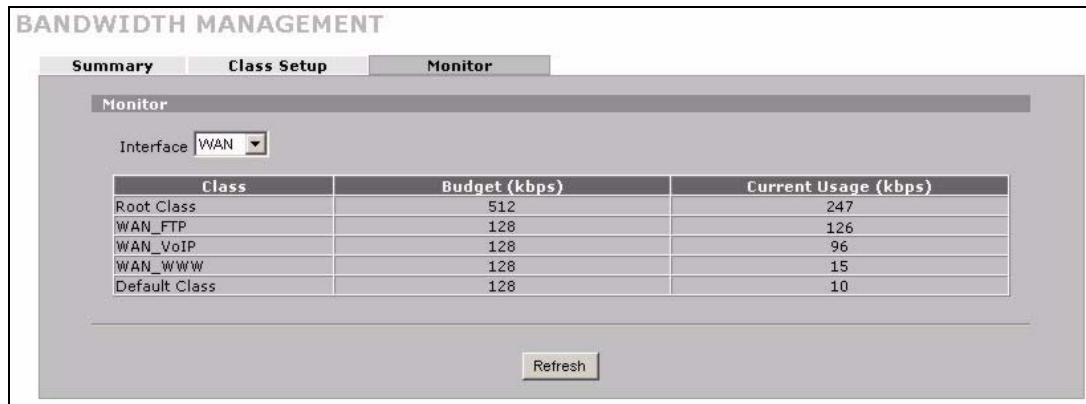 BANDWIDTH MANAGEMENT
Summary Class Setup Monitor
Monitor
Interface WAN
Class Budget (kbps) Current Usage (kbps)
Root Class 512 247
WAN_FTP 128 126
WAN_VoIP 128 96
WAN_WWW 128 15
Default Class 128 10
Refresh